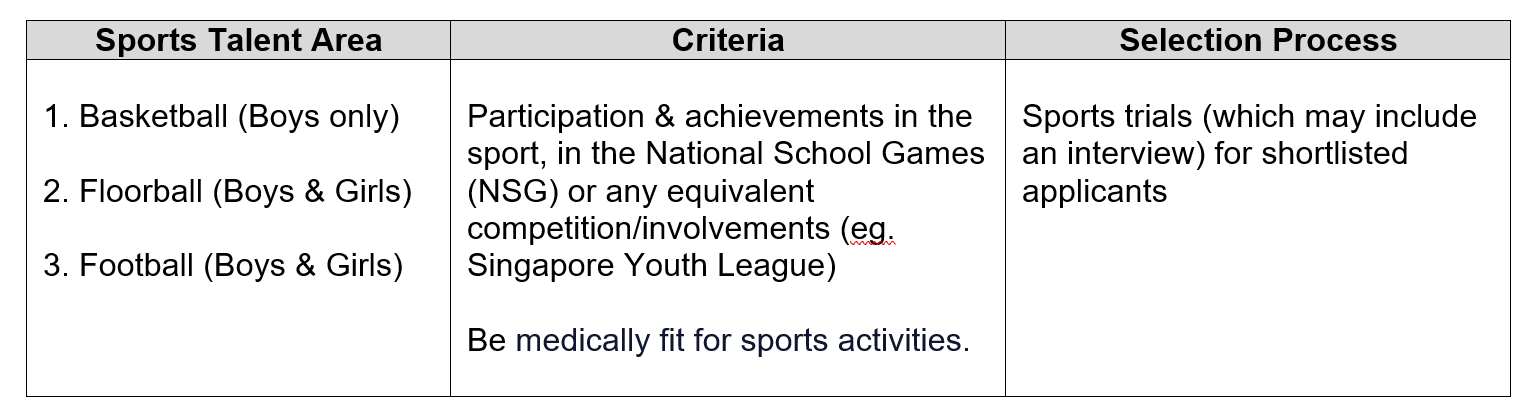 Sports Talent Area
Criteria
Selection Process
1. Basketball (Boys only)
2. Floorball (Boys & Girls)
3. Football (Boys & Girls)
Participation & achievements in the
sport, in the National School Games
(NSG) or any equivalent
competition/involvements (eg.
Singapore Youth League)
Be medically fit for sports activities.
Sports trials (which may include
an interview) for shortlisted
applicants